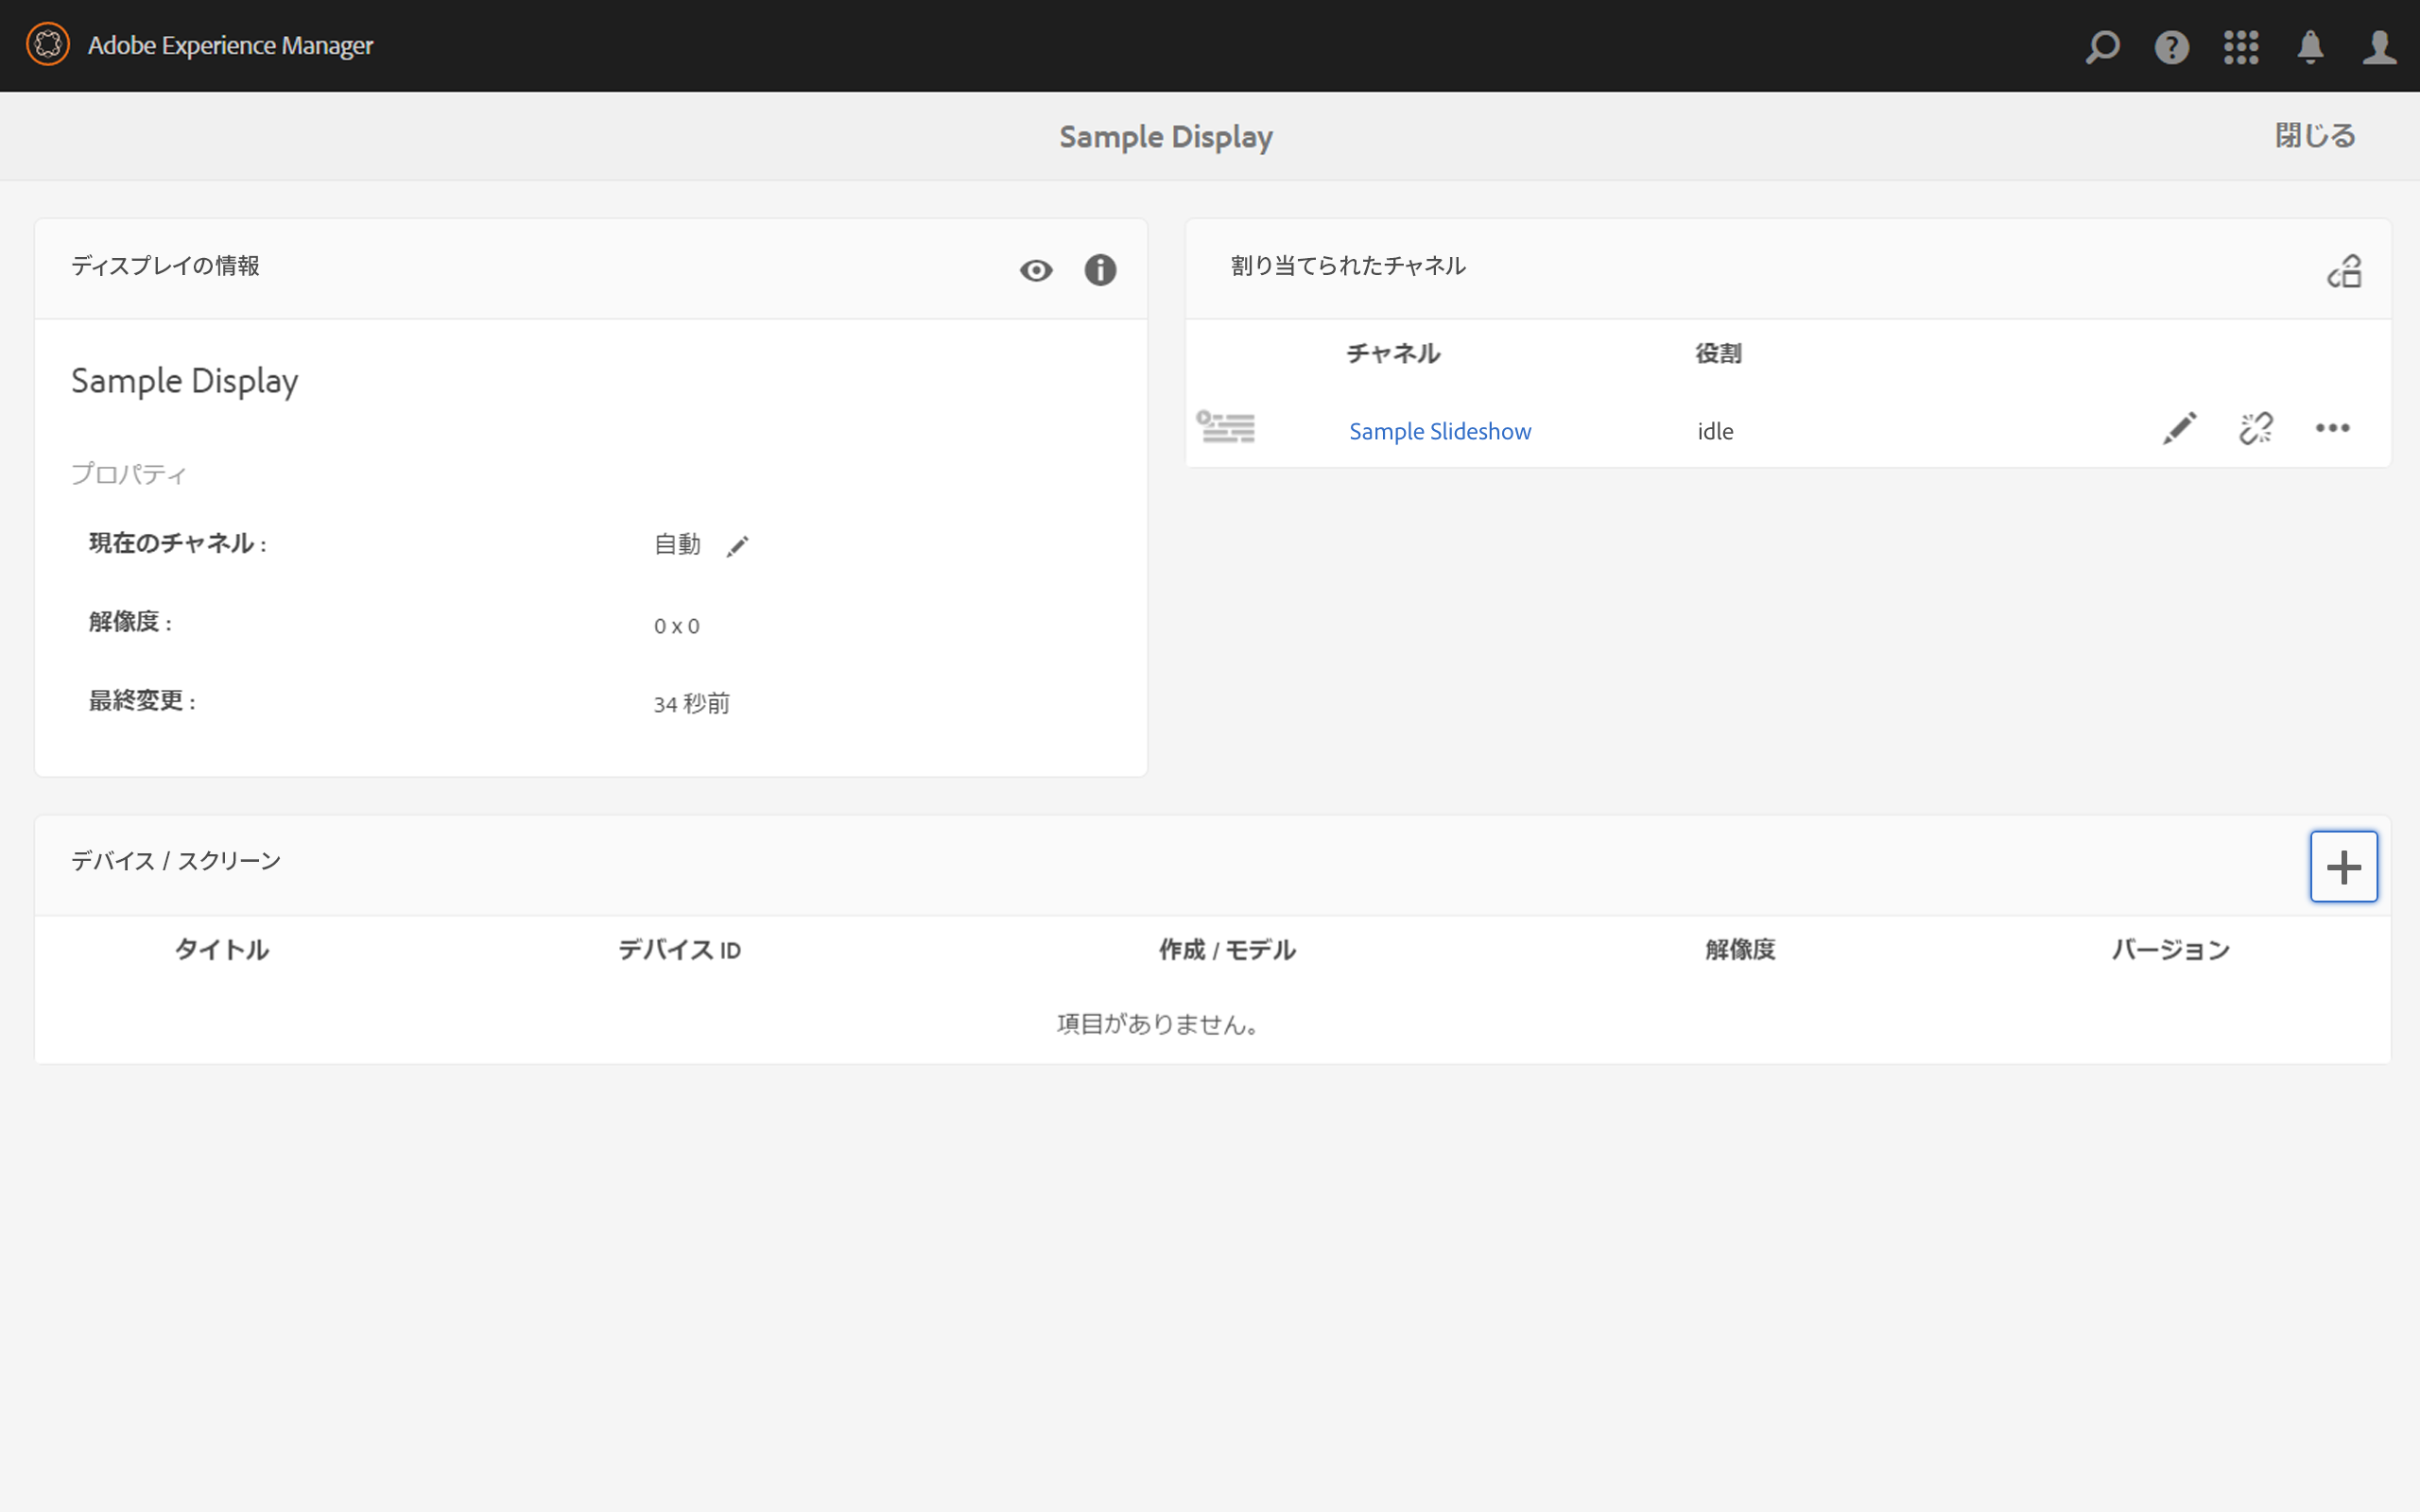 Adobe Experience Manager
Sample Display
閉じる
ディスプレイの情報
Sample Display
プロパティ
現在のチャネル : 自動
解像度 : 0 x 0
最終変更 : 34 秒前
割り当てられたチャネル
チャネル 役割
Sample Slideshow idle
デバイス / スクリーン
タイトル デバイス ID 作成 / モデル 解像度 バージョン
項目がありません。